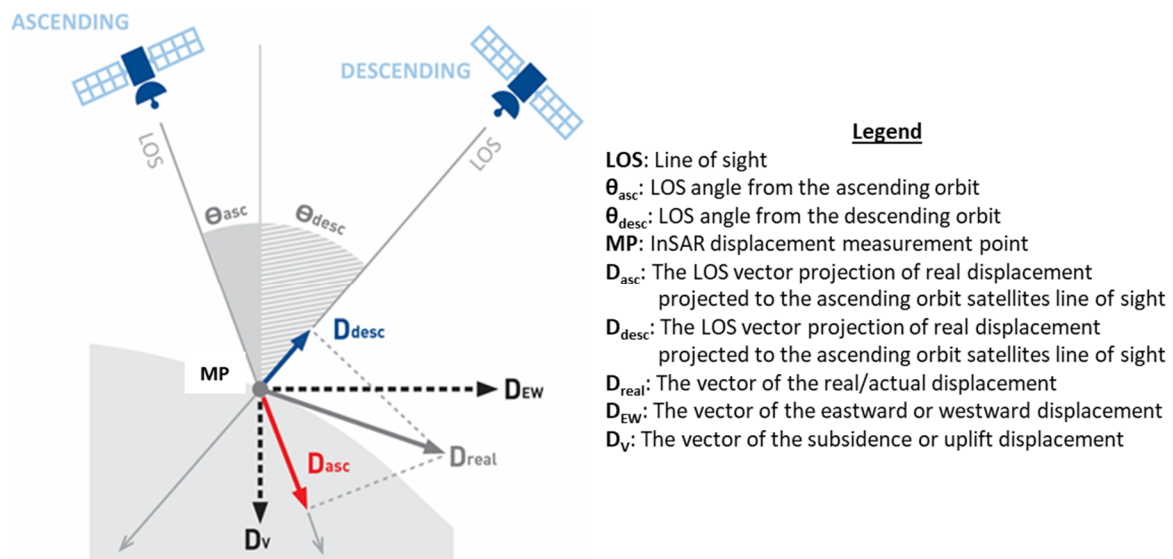 ASCENDING
DESCENDING
LOS
LOS
θasc
θdesc
MP
Ddesc
DEW
Dreal
Dasc
DV
Legend
LOS: Line of sight
θasc: LOS angle from the ascending orbit
θdesc: LOS angle from the descending orbit
MP: InSAR displacement measurement point
Dasc: The LOS vector projection of real displacement
projected to the ascending orbit satellites line of sight
Ddesc: The LOS vector projection of real displacement
projected to the ascending orbit satellites line of sight
Dreal: The vector of the real/actual displacement
DEW: The vector of the eastward or westward displacement
DV: The vector of the subsidence or uplift displacement